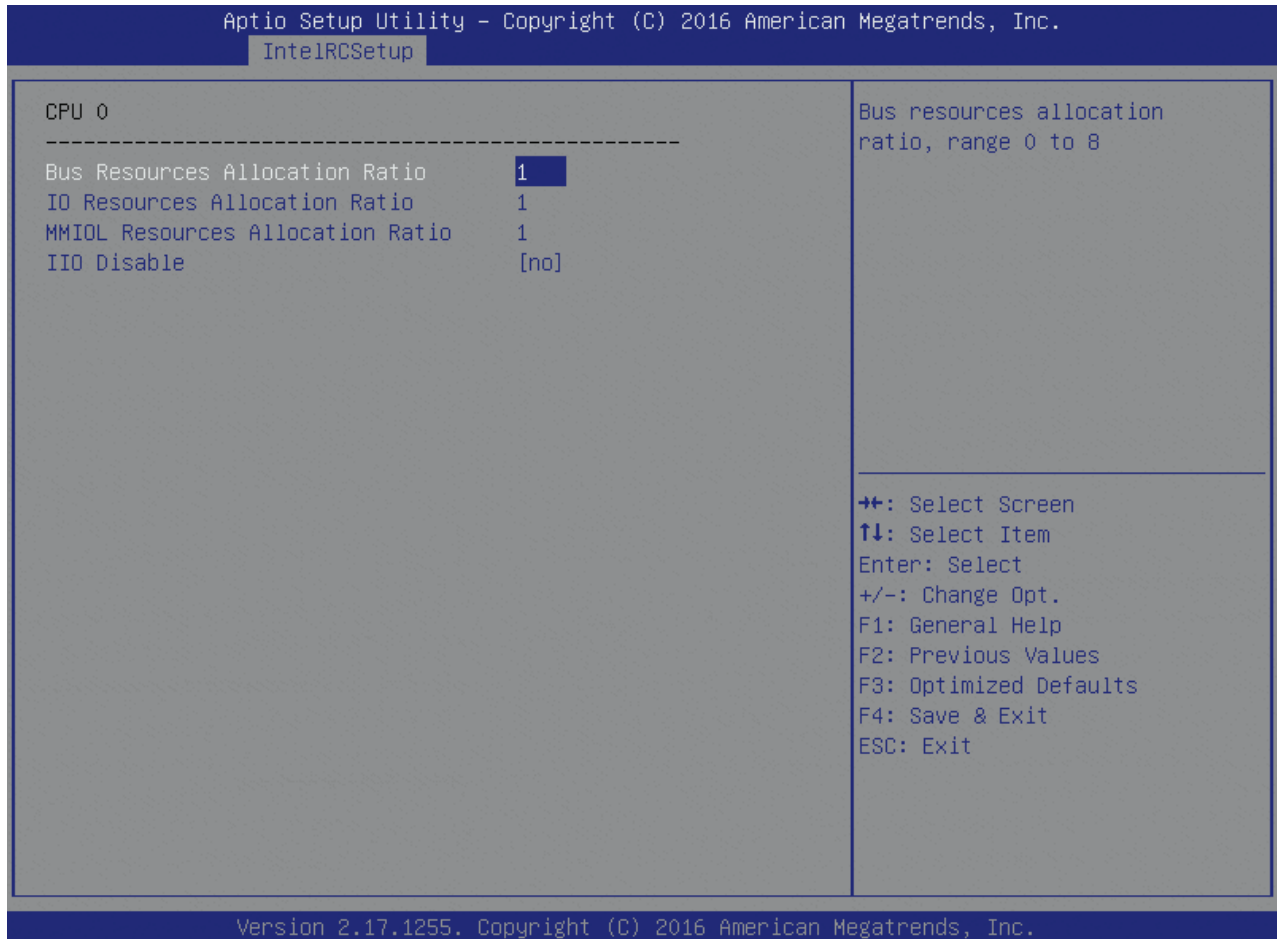 Aptio Setup Utility – Copyright (C) 2016 American Megatrends, Inc.
IntelRCSetup
CPU 0
--------------------------------------------------
Bus Resources Allocation Ratio 1
IO Resources Allocation Ratio 1
MMIOL Resources Allocation Ratio 1
IIO Disable [no]
Bus resources allocation
ratio, range 0 to 8
→←: Select Screen
↑↓: Select Item
Enter: Select
+/-: Change Opt.
F1: General Help
F2: Previous Values
F3: Optimized Defaults
F4: Save & Exit
ESC: Exit
Version 2.17.1255. Copyright (C) 2016 American Megatrends, Inc.